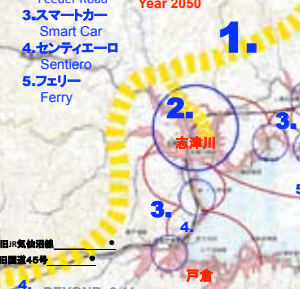 Feeder Road
Year 2050
3.スマートカー
Smart Car
4.センティエーロ
Sentiero
5.フェリー
Ferry
1.
2.
3.
志津川
3.
4.
旧JR気仙沼線
旧国道45号
戸倉
4.